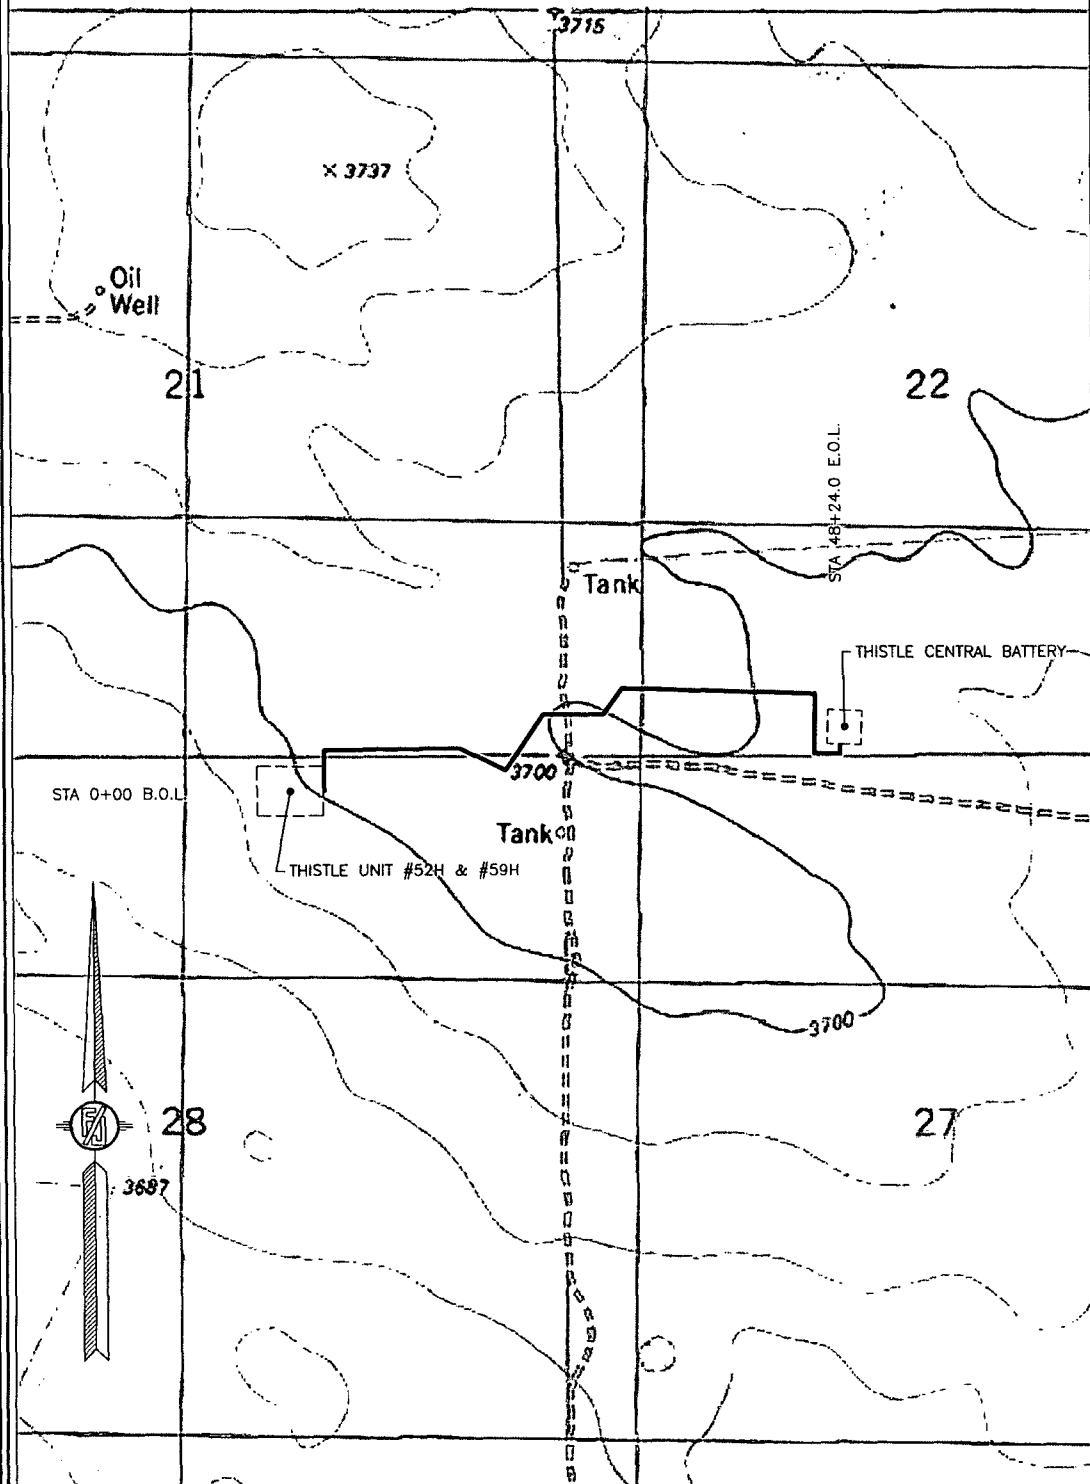 3715
× 3737
Oil
Well
21
22
STA 48+24.0 E.O.L.
Tank
THISTLE CENTRAL BATTERY
3700
STA 0+00 B.O.L.
Tank
THISTLE UNIT #52H & #59H
3700
28
27
3687